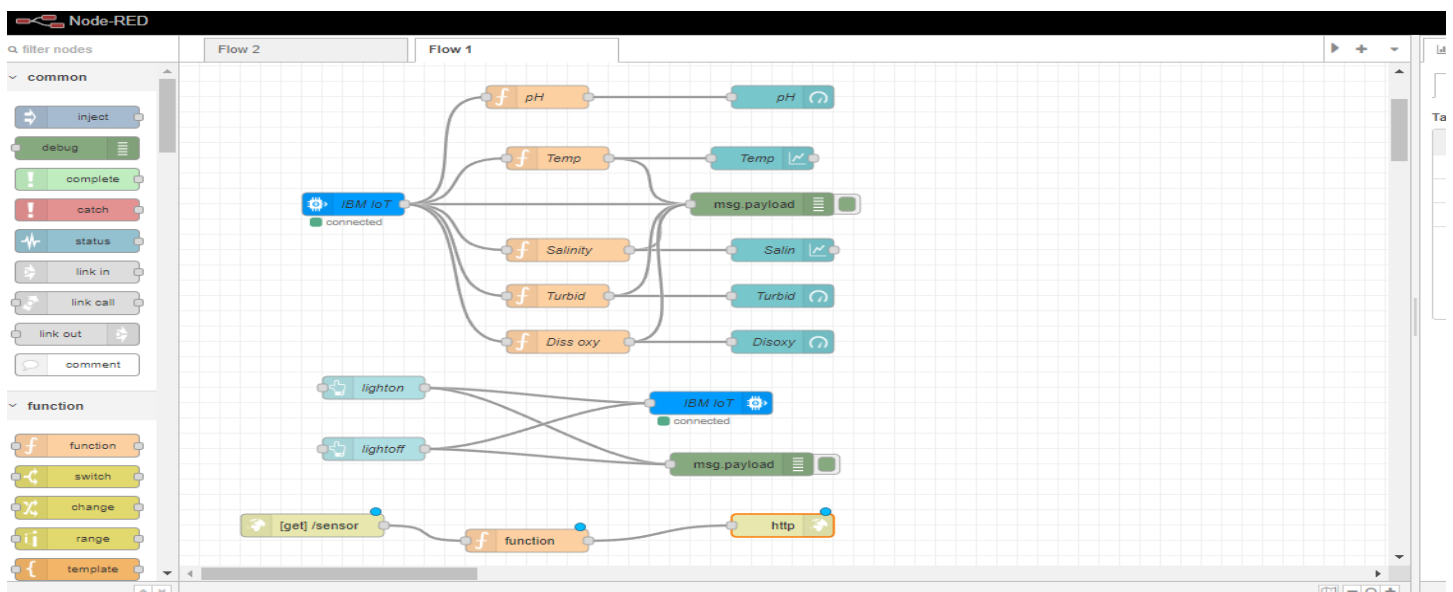 Node-RED
filter nodes
Flow 2
Flow 1
common
inject
debug
complete
catch
status
link in
link call
link out
comment
function
function
switch
change
range
template
pH
pH
Temp
Temp
IBM IoT
connected
msg.payload
Salinity
Salin
Turbid
Turbid
Diss oxy
Disoxy
lighton
IBM IoT
connected
lightoff
msg.payload
[get] /sensor
function
http
Ta